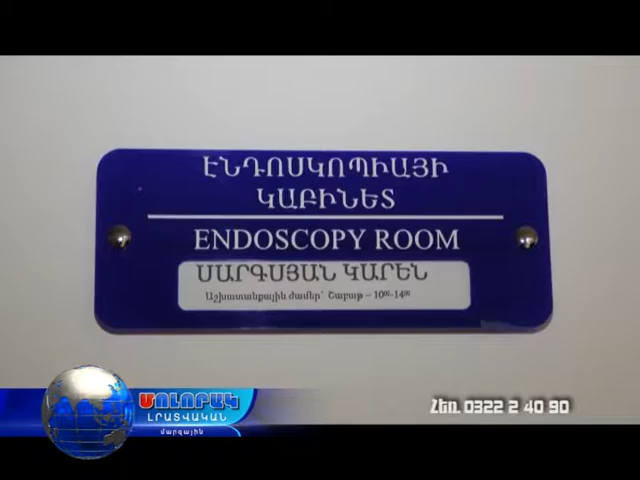 ԷՆԴՈՍԿՈՊԻԱՅԻ
ԿԱԲԻՆԵՏ
ENDOSCOPY ROOM
ՍԱՐԳՍՅԱՆ ԿԱՐԵՆ
Աշխատանքային ժամեր՝ Շաբաթ – 10⁰⁰-14⁰⁰
ՄՈԼՈՐԱԿ
ԼՐԱՏՎԱԿԱՆ
մարզային
Հեռ. 0322 2 40 90